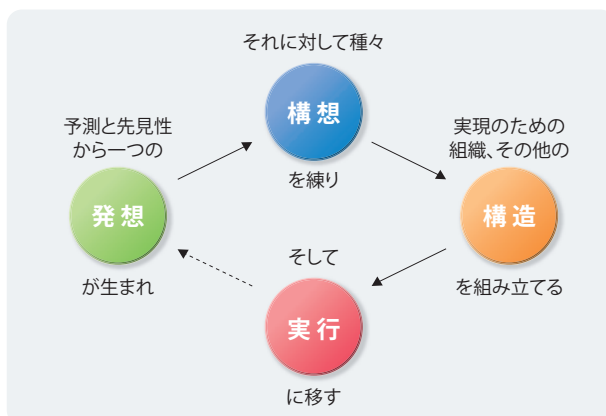 予測と先見性
から一つの
発想
が生まれ
それに対して種々
構想
を練り
実現のための
組織、その他の
構造
を組み立てる
そして
実行
に移す